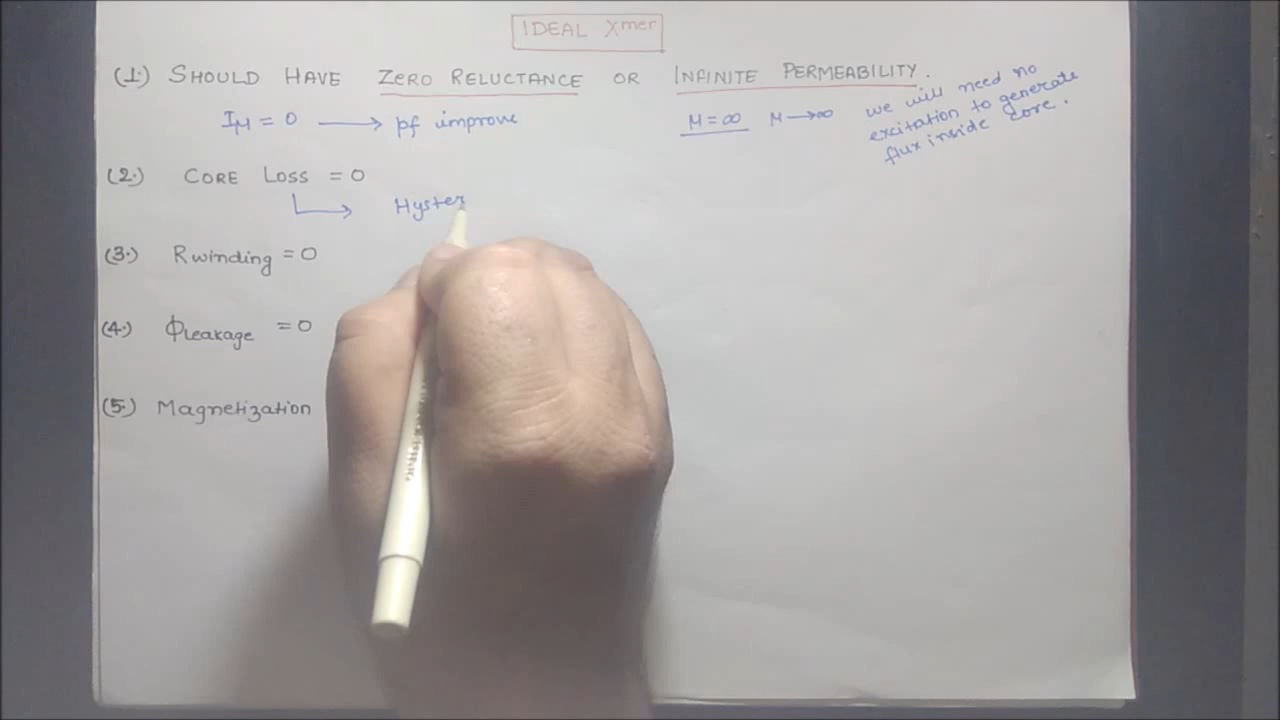 IDEAL Xmer
(1.) SHOULD HAVE ZERO RELUCTANCE OR INFINITE PERMEABILITY.
IM = 0 → pf improve
M = ∞ M → ∞
we will need no
excitation to generate
flux inside core.
(2.) CORE LOSS = 0
Hyster
(3.) Rwinding = 0
(4.) ΦLeakage = 0
(5.) Magnetization